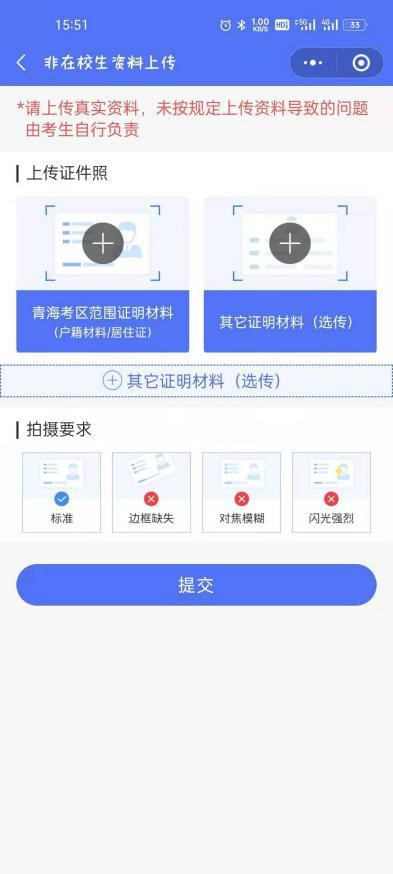 15:51
1.00
KB/S
HD
5G
4G
33
非在校生资料上传
*请上传真实资料，未按规定上传资料导致的问题
由考生自行负责
上传证件照
青海考区范围证明材料
（户籍材料/居住证）
其它证明材料（选传）
其它证明材料（选传）
拍摄要求
标准
边框缺失
对焦模糊
闪光强烈
提交